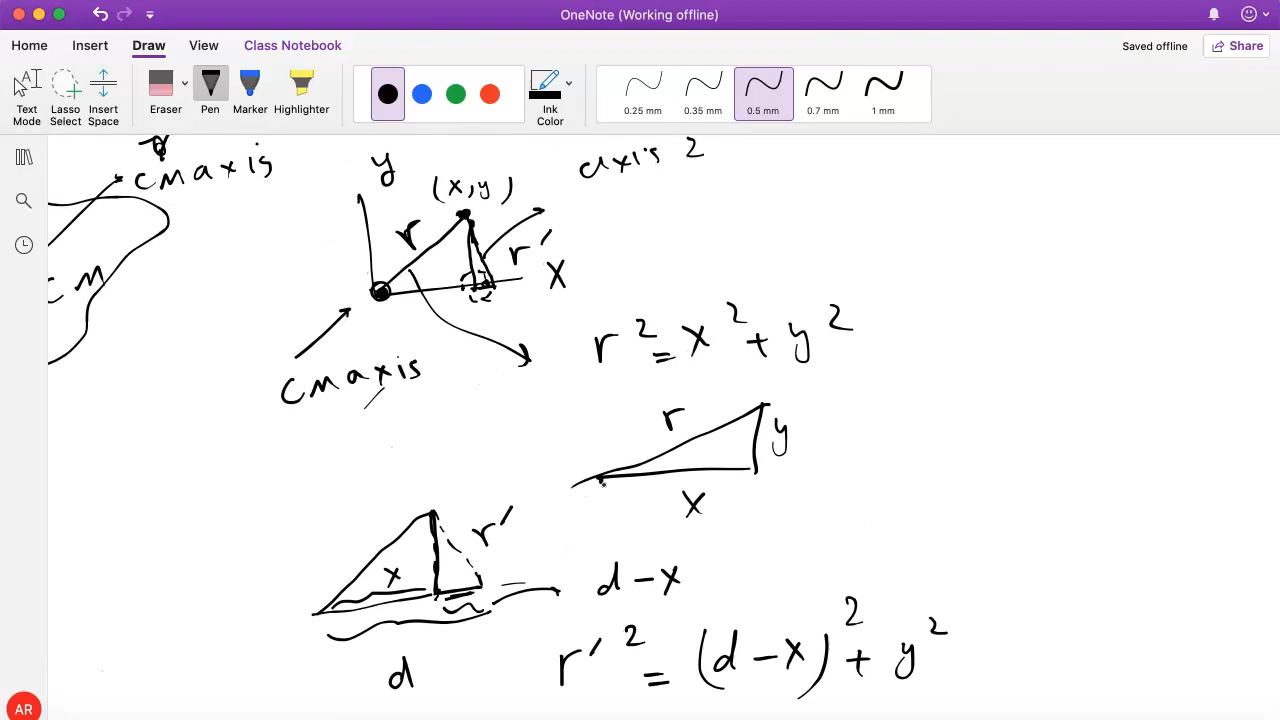 OneNote (Working offline)
Home Insert Draw View Class Notebook
Saved offline
Share
Text Mode
Lasso Select
Insert Space
Eraser
Pen
Marker
Highlighter
Ink Color
0.25 mm
0.35 mm
0.5 mm
0.7 mm
1 mm
CM axis
y
axis 2
(x,y)
r
r'
x
CM
CM axis
r² = x² + y²
r
y
x
r'
x
d - x
d
r'² = (d - x)² + y²
AR